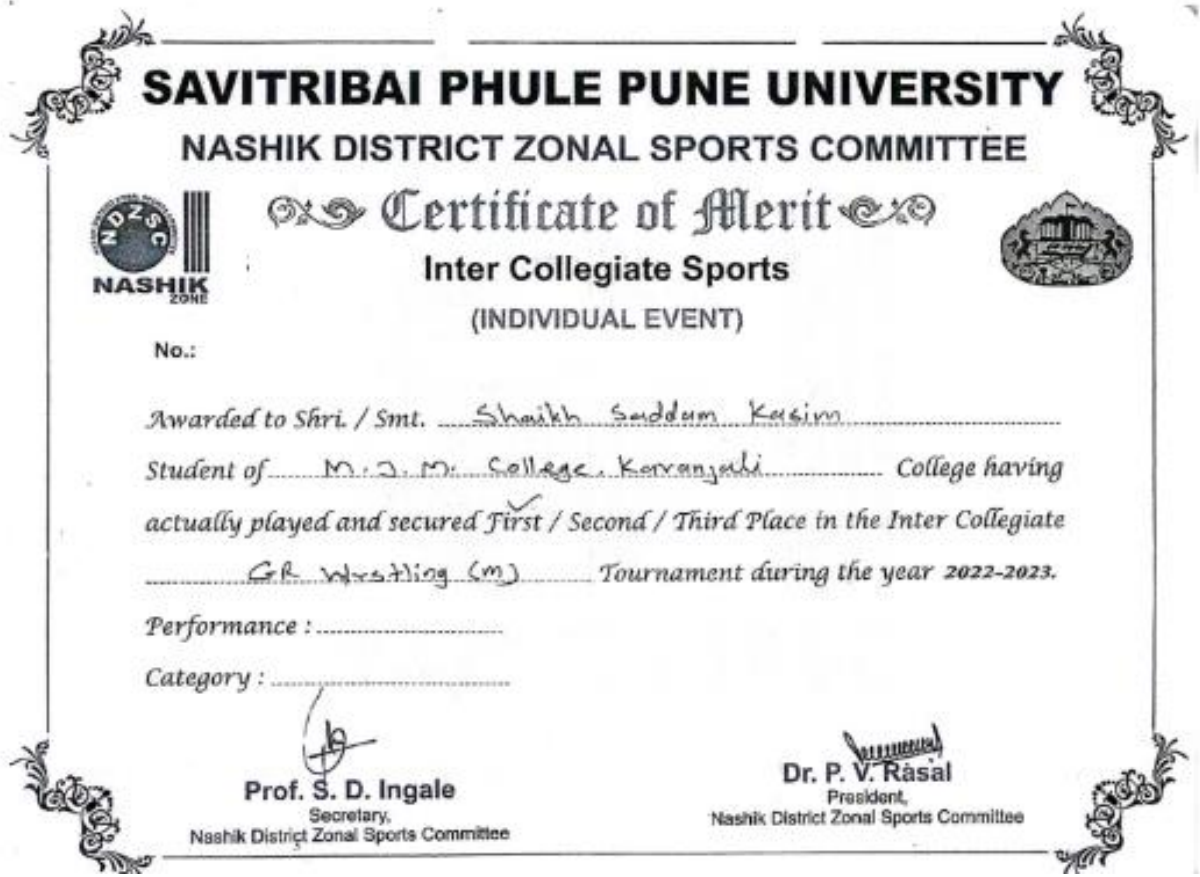 SAVITRIBAI PHULE PUNE UNIVERSITY
NASHIK DISTRICT ZONAL SPORTS COMMITTEE
Certificate of Merit
NDZSC
NASHIK
ZONE
Inter Collegiate Sports
(INDIVIDUAL EVENT)
No.:
Awarded to Shri. / Smt. Shaikh Saddam Kasim
Student of M.J.M. College. Karanjali College having
actually played and secured First / Second / Third Place in the Inter Collegiate
GR Wrstling (M) Tournament during the year 2022-2023.
Performance :
Category :
Prof. S. D. Ingale
Secretary,
Nashik District Zonal Sports Committee
Dr. P. V. Rasal
President,
Nashik District Zonal Sports Committee